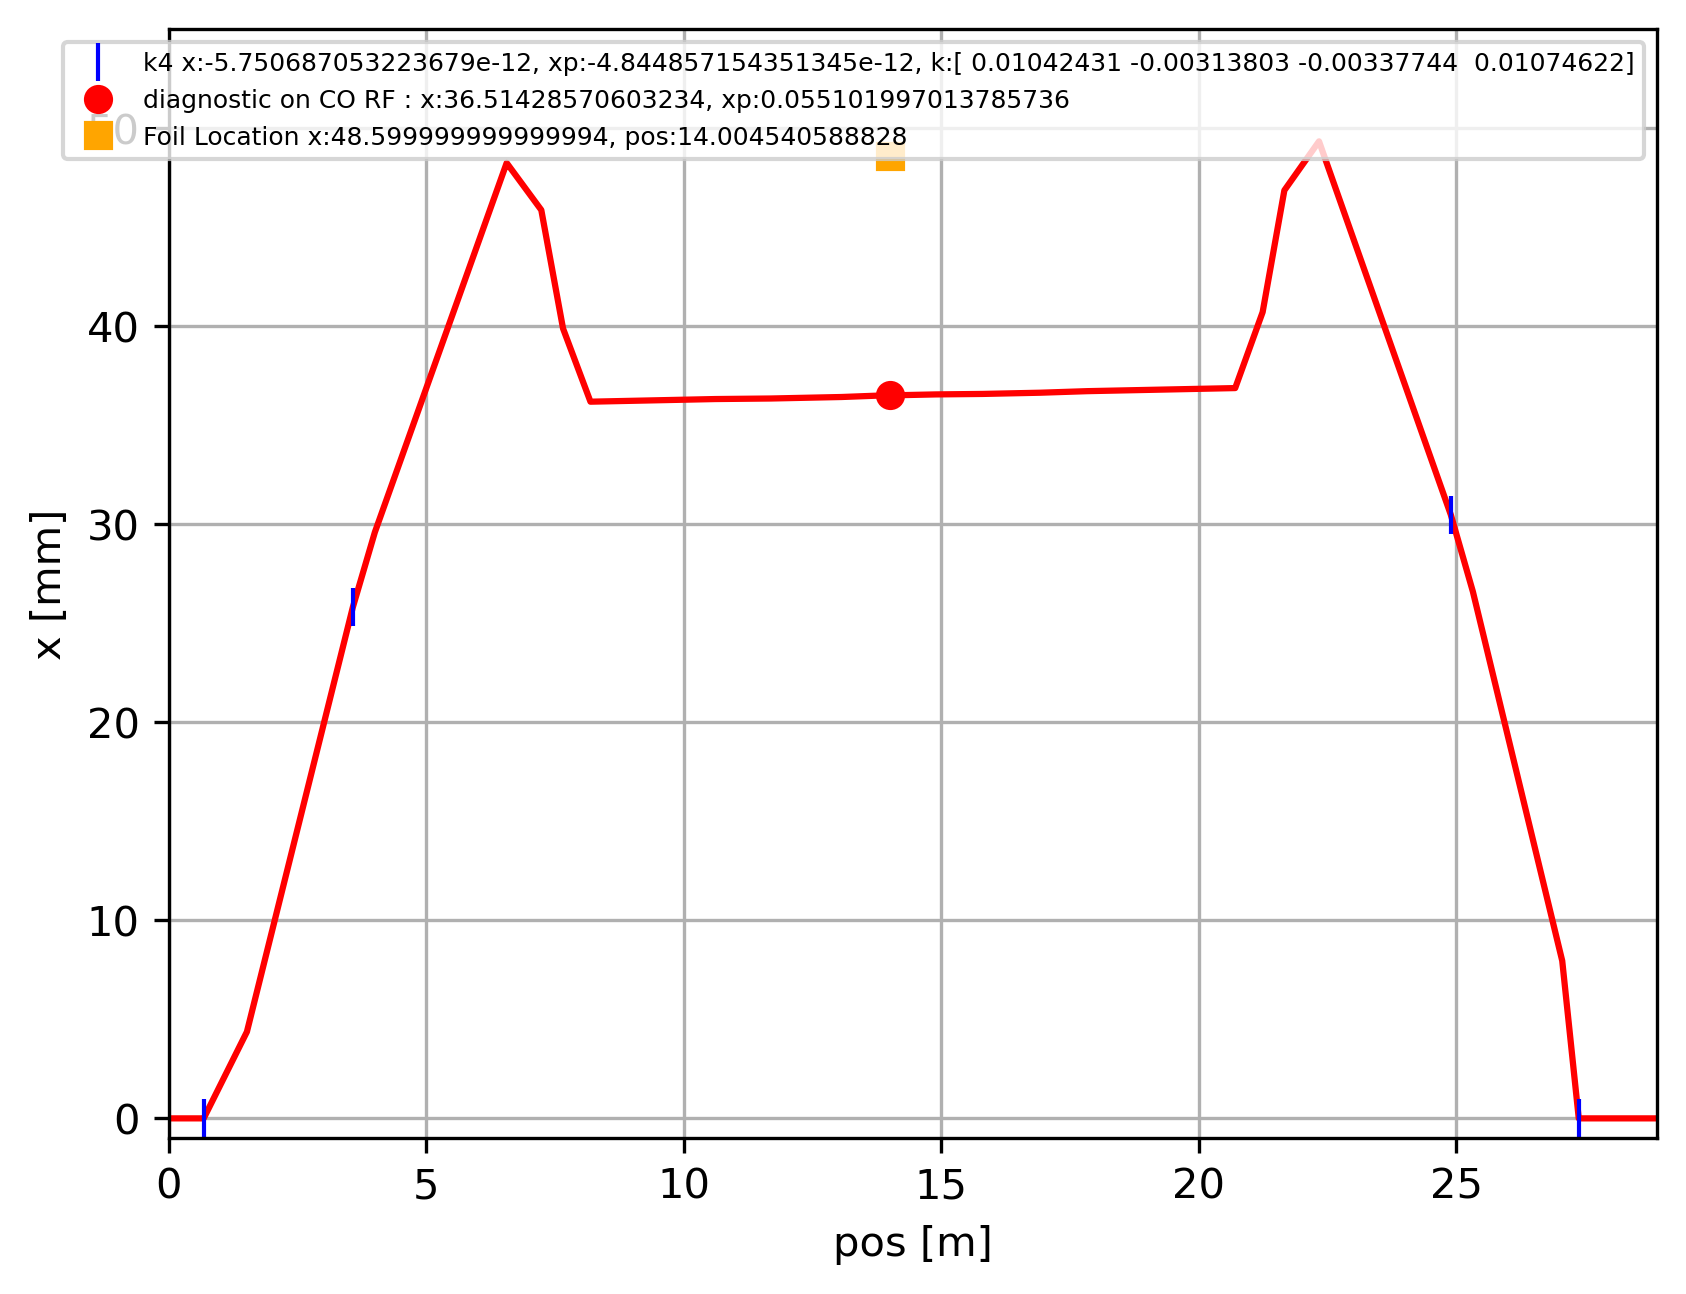 k4 x:-5.750687053223679e-12, xp:-4.844857154351345e-12, k:[ 0.01042431 -0.00313803 -0.00337744  0.01074622]
diagnostic on CO RF : x:36.51428570603234, xp:0.055101997013785736
Foil Location x:48.599999999999994, pos:14.004540588828
50
40
30
20
10
0
x [mm]
0 5 10 15 20 25
pos [m]